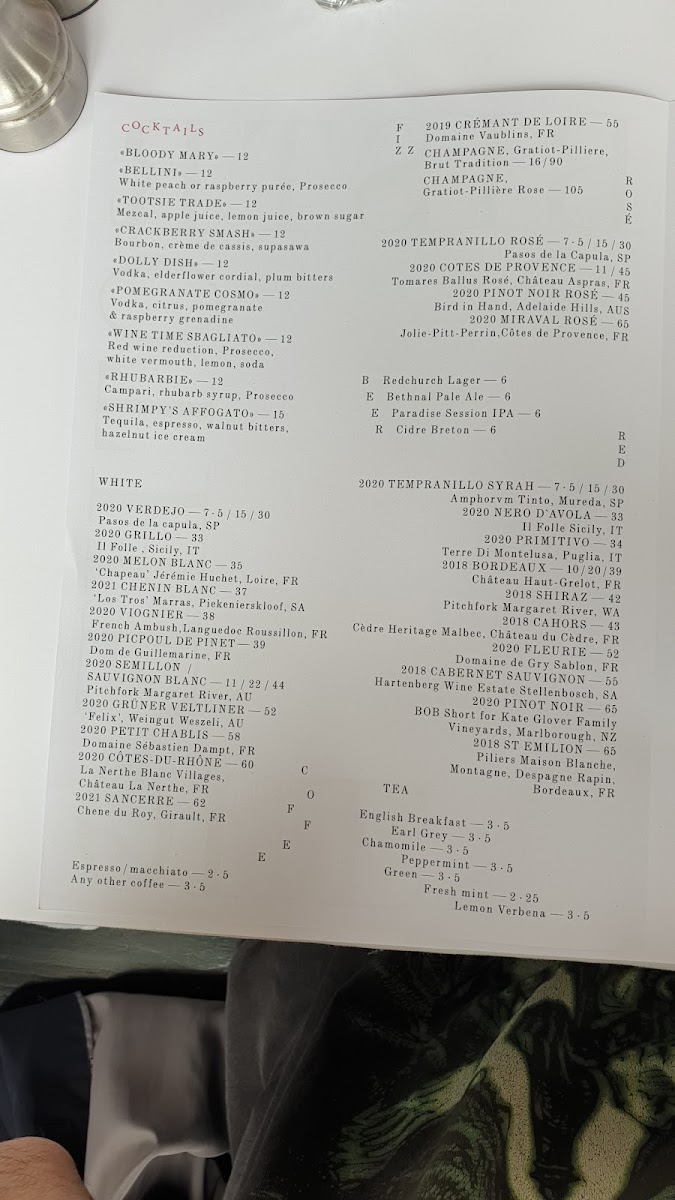 COCKTAILS
«BLOODY MARY» — 12
«BELLINI» — 12
White peach or raspberry purée, Prosecco
«TOOTSIE TRADE» — 12
Mezcal, apple juice, lemon juice, brown sugar
«CRACKBERRY SMASH» — 12
Bourbon, crème de cassis, supasawa
«DOLLY DISH» — 12
Vodka, elderflower cordial, plum bitters
«POMEGRANATE COSMO» — 12
Vodka, citrus, pomegranate
& raspberry grenadine
«WINE TIME SBAGLIATO» — 12
Red wine reduction, Prosecco,
white vermouth, lemon, soda
«RHUBARBIE» — 12
Campari, rhubarb syrup, Prosecco
«SHRIMPY'S AFFOGATO» — 15
Tequila, espresso, walnut bitters,
hazelnut ice cream
WHITE
2020 VERDEJO — 7·5 / 15 / 30
Pasos de la capula, SP
2020 GRILLO — 33
Il Folle , Sicily, IT
2020 MELON BLANC — 35
'Chapeau' Jérémie Huchet, Loire, FR
2021 CHENIN BLANC — 37
'Los Tros' Marras, Piekenierskloof, SA
2020 VIOGNIER — 38
French Ambush,Languedoc Roussillon, FR
2020 PICPOUL DE PINET — 39
Dom de Guillemarine, FR
2020 SEMILLON /
SAUVIGNON BLANC — 11 / 22 / 44
Pitchfork Margaret River, AU
2020 GRÜNER VELTLINER — 52
'Felix', Weingut Weszeli, AU
2020 PETIT CHABLIS — 58
Domaine Sébastien Dampt, FR
2020 CÔTES-DU-RHÔNE — 60
La Nerthe Blanc Villages,
Château La Nerthe, FR
2021 SANCERRE — 62
Chene du Roy, Girault, FR
COFFEE
Espresso / macchiato — 2·5
Any other coffee — 3·5
FIZZ
2019 CRÉMANT DE LOIRE — 55
Domaine Vaublins, FR
CHAMPAGNE, Gratiot-Pilliere,
Brut Tradition — 16/90
CHAMPAGNE,
Gratiot-Pillière Rose — 105
ROSÉ
2020 TEMPRANILLO ROSÉ — 7·5 / 15 / 30
Pasos de la Capula, SP
2020 COTES DE PROVENCE — 11 / 45
Tomares Ballus Rosé, Château Aspras, FR
2020 PINOT NOIR ROSÉ — 45
Bird in Hand, Adelaide Hills, AUS
2020 MIRAVAL ROSÉ — 65
Jolie-Pitt-Perrin,Côtes de Provence, FR
BEER
Redchurch Lager — 6
Bethnal Pale Ale — 6
Paradise Session IPA — 6
Cidre Breton — 6
RED
2020 TEMPRANILLO SYRAH — 7·5 / 15 / 30
Amphorvm Tinto, Mureda, SP
2020 NERO D`AVOLA — 33
Il Folle Sicily, IT
2020 PRIMITIVO — 34
Terre Di Montelusa, Puglia, IT
2018 BORDEAUX — 10/20/39
Château Haut-Grelot, FR
2018 SHIRAZ — 42
Pitchfork Margaret River, WA
2018 CAHORS — 43
Cèdre Heritage Malbec, Château du Cèdre, FR
2020 FLEURIE — 52
Domaine de Gry Sablon, FR
2018 CABERNET SAUVIGNON — 55
Hartenberg Wine Estate Stellenbosch, SA
2020 PINOT NOIR — 65
BOB Short for Kate Glover Family
Vineyards, Marlborough, NZ
2018 ST EMILION — 65
Piliers Maison Blanche,
Montagne, Despagne Rapin,
Bordeaux, FR
TEA
English Breakfast — 3·5
Earl Grey — 3·5
Chamomile — 3·5
Peppermint — 3·5
Green — 3·5
Fresh mint — 2·25
Lemon Verbena — 3·5